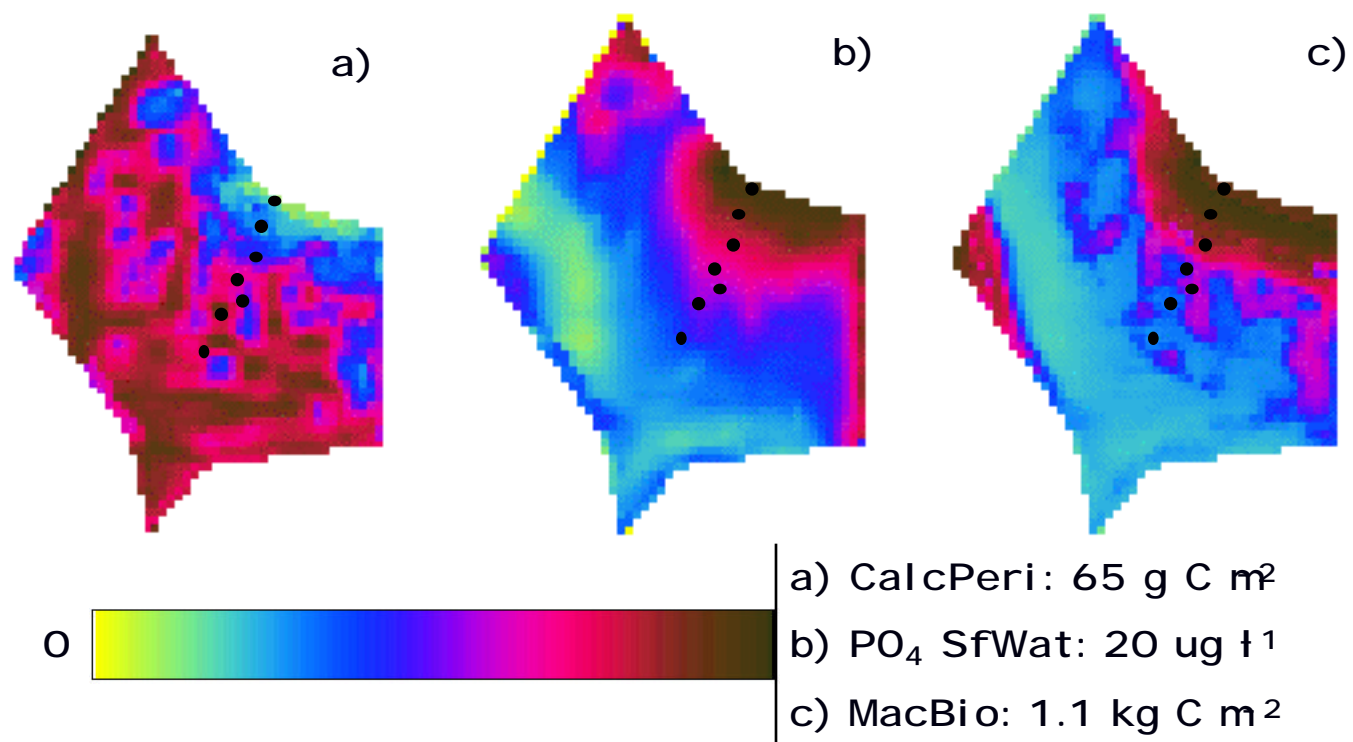 a)
b)
c)
0
a) CalcPeri: 65 g C m-2
b) PO₄ SfWat: 20 ug l-1
c) MacBio: 1.1 kg C m-2